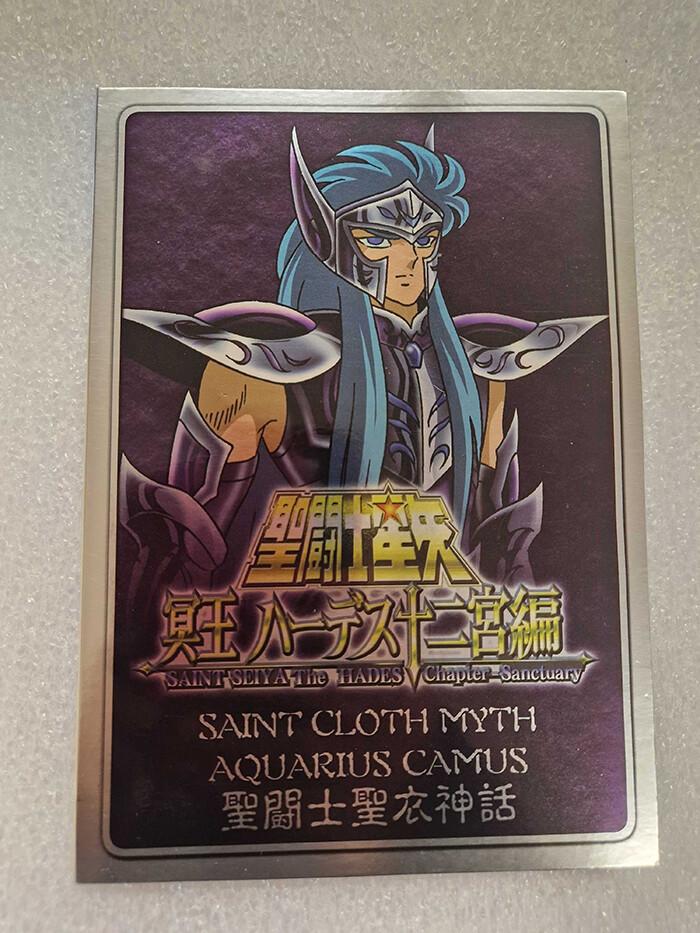 聖闘士星矢
冥王 ハーデス十二宮編
SAINT SEIYA The HADES Chapter Sanctuary
SAINT CLOTH MYTH
AQUARIUS CAMUS
聖闘士聖衣神話